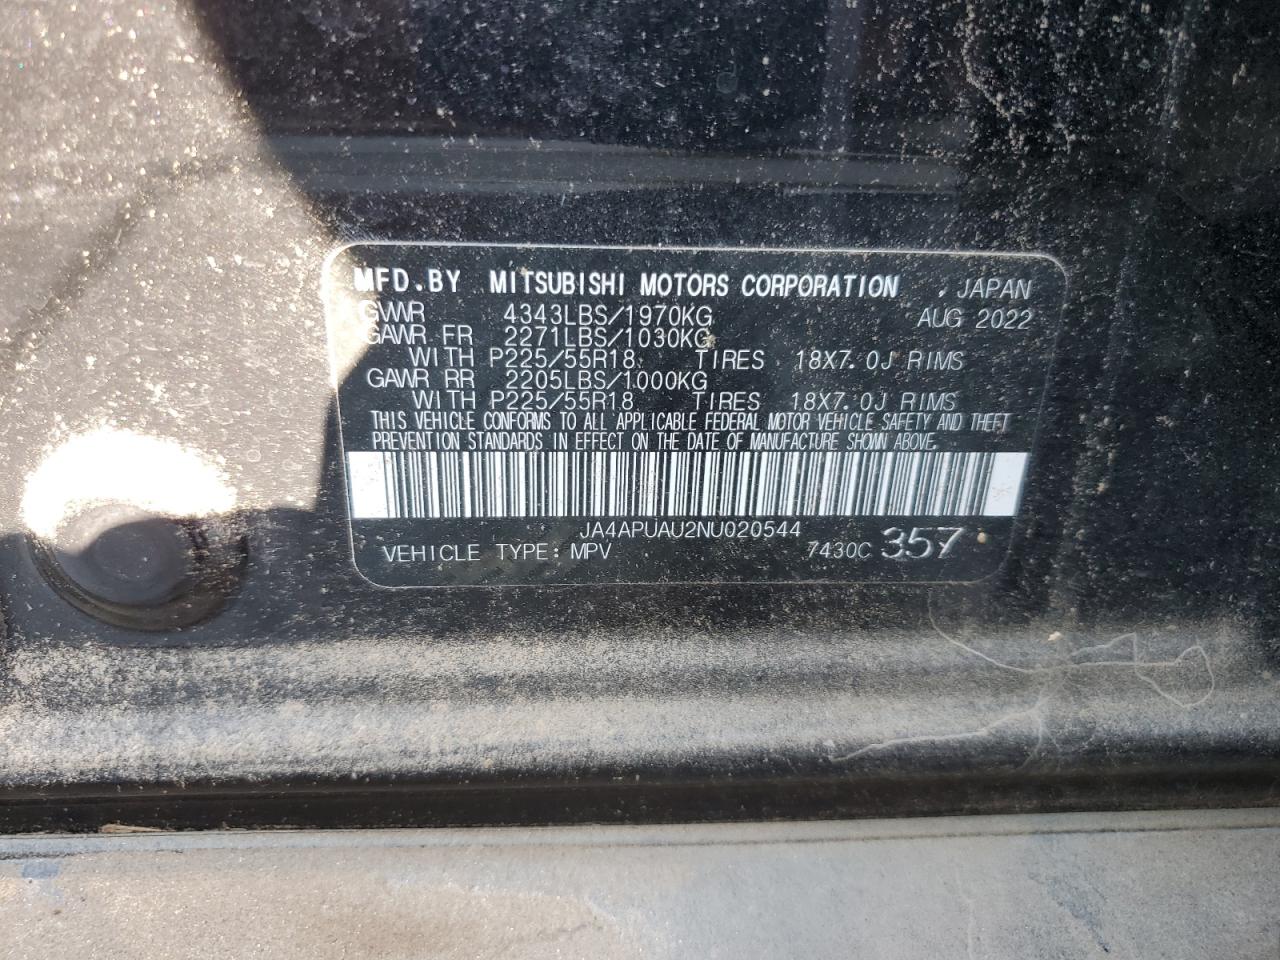 MFD.BY MITSUBISHI MOTORS CORPORATION , JAPAN
GVWR 4343LBS/1970KG AUG 2022
GAWR FR 2271LBS/1030KG
WITH P225/55R18 TIRES 18X7.0J RIMS
GAWR RR 2205LBS/1000KG
WITH P225/55R18 TIRES 18X7.0J RIMS
THIS VEHICLE CONFORMS TO ALL APPLICABLE FEDERAL MOTOR VEHICLE SAFETY AND THEFT
PREVENTION STANDARDS IN EFFECT ON THE DATE OF MANUFACTURE SHOWN ABOVE.
JA4APUAU2NU020544
VEHICLE TYPE: MPV 7430C 357